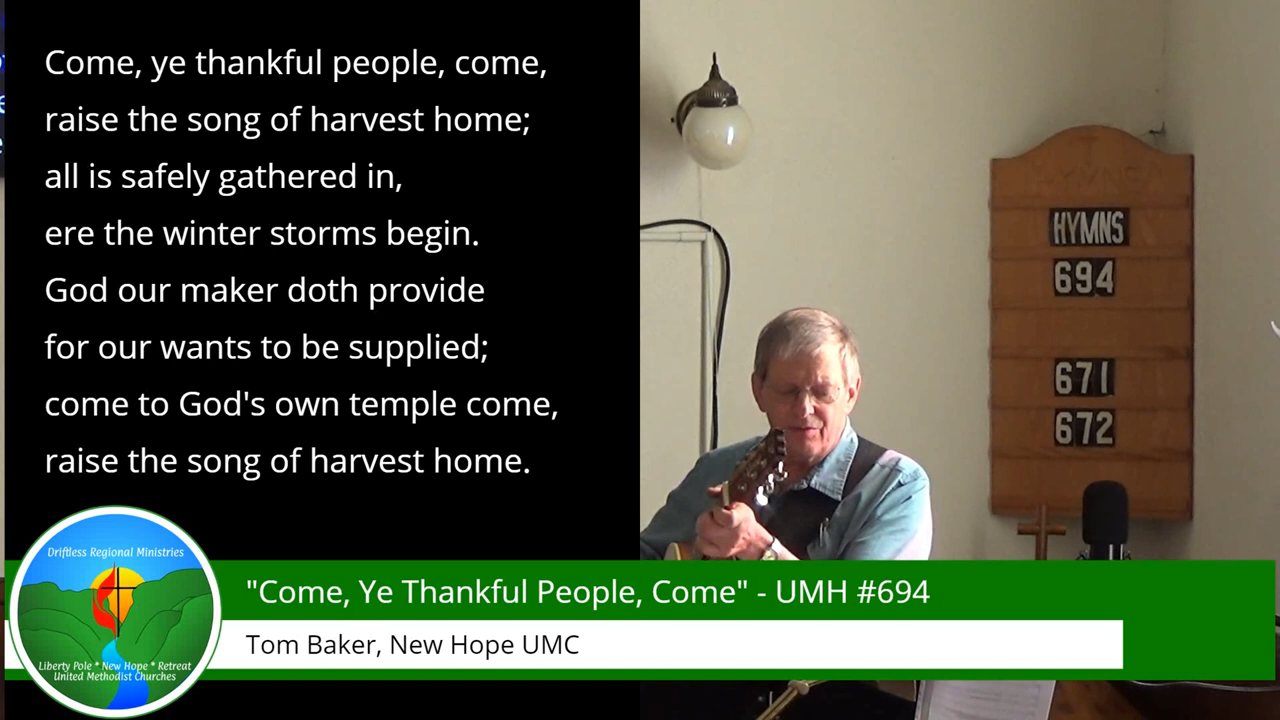 Come, ye thankful people, come,
raise the song of harvest home;
all is safely gathered in,
ere the winter storms begin.
God our maker doth provide
for our wants to be supplied;
come to God's own temple come,
raise the song of harvest home.
HYMNS
HYMNS
694
671
672
Driftless Regional Ministries
Liberty Pole * New Hope * Retreat
United Methodist Churches
"Come, Ye Thankful People, Come" - UMH #694
Tom Baker, New Hope UMC